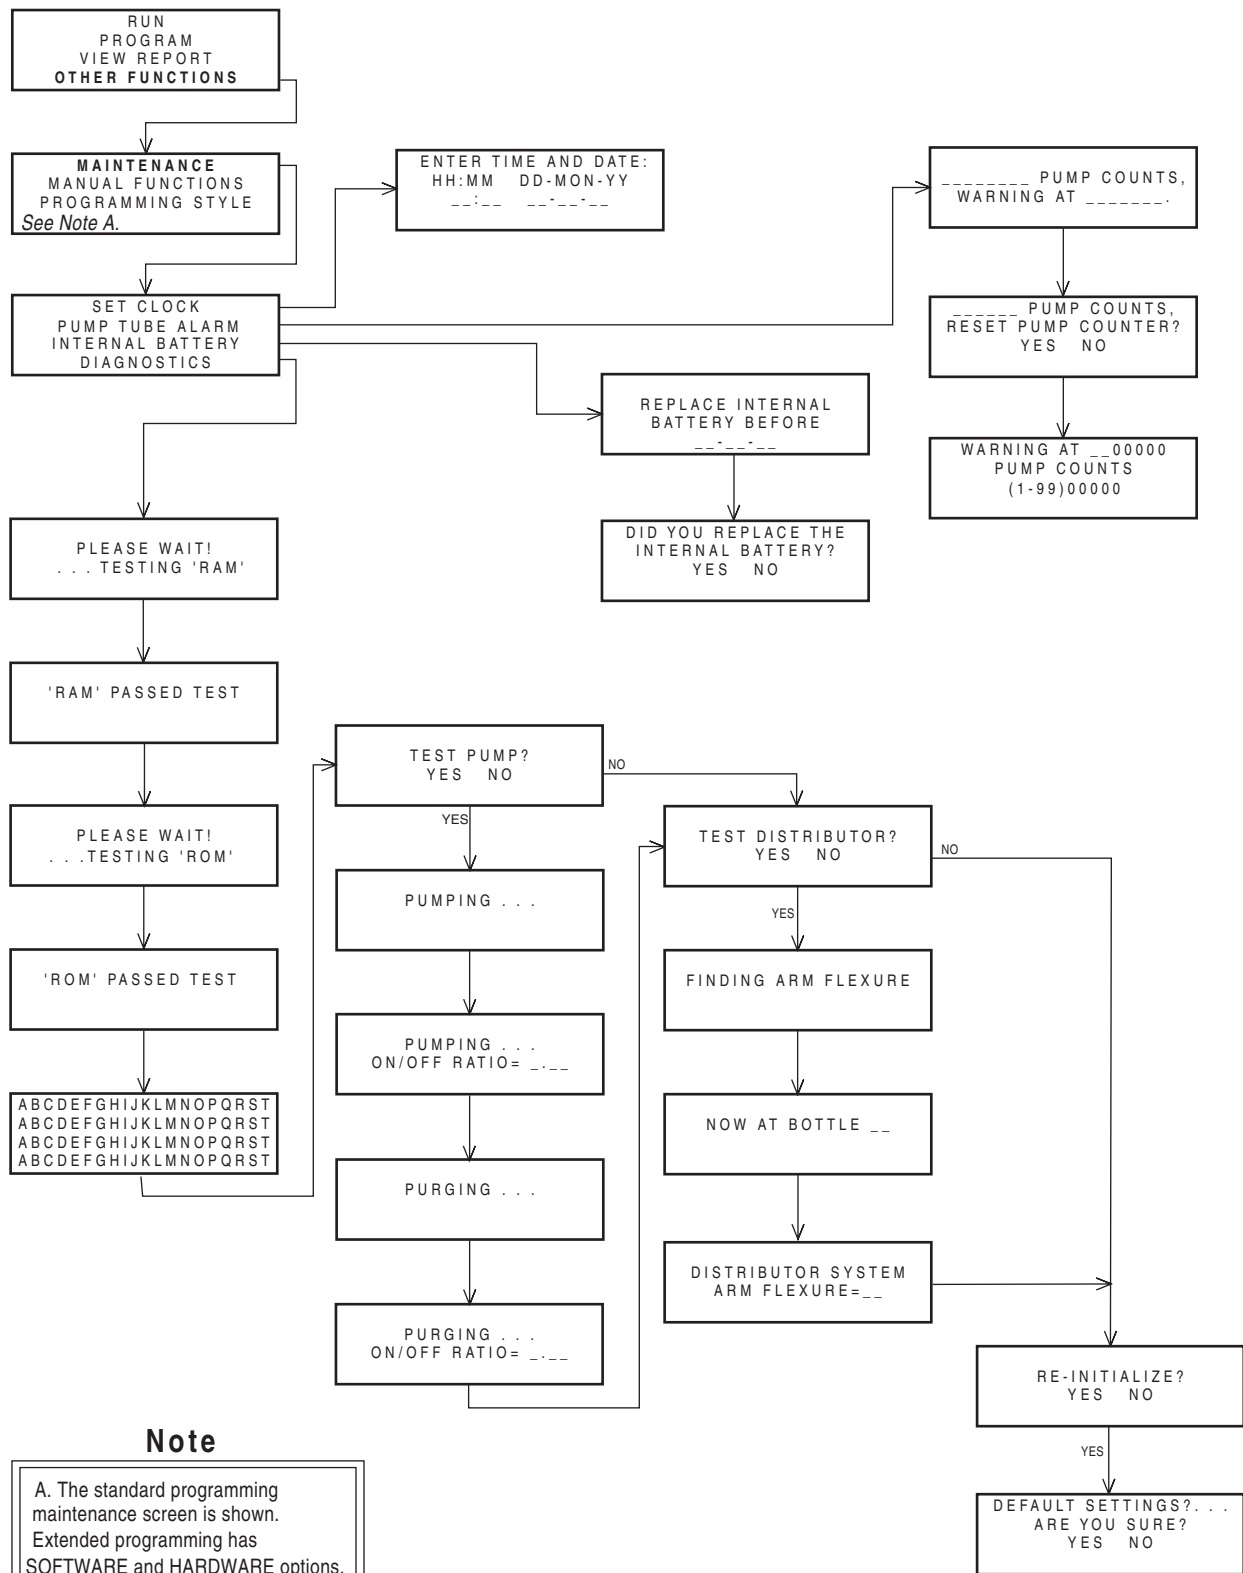 RUN
PROGRAM
VIEW REPORT
OTHER FUNCTIONS
MAINTENANCE
MANUAL FUNCTIONS
PROGRAMMING STYLE
See Note A.
ENTER TIME AND DATE:
HH:MM DD-MON-YY
__:__ __-__-__
________ PUMP COUNTS,
WARNING AT _______.
SET CLOCK
PUMP TUBE ALARM
INTERNAL BATTERY
DIAGNOSTICS
______ PUMP COUNTS,
RESET PUMP COUNTER?
YES NO
REPLACE INTERNAL
BATTERY BEFORE
__-__-__
WARNING AT __00000
PUMP COUNTS
(1-99)00000
DID YOU REPLACE THE
INTERNAL BATTERY?
YES NO
PLEASE WAIT!
. . . TESTING 'RAM'
'RAM' PASSED TEST
PLEASE WAIT!
. . .TESTING 'ROM'
'ROM' PASSED TEST
ABCDEFGHIJKLMNOPQRST
ABCDEFGHIJKLMNOPQRST
ABCDEFGHIJKLMNOPQRST
ABCDEFGHIJKLMNOPQRST
TEST PUMP?
YES NO
NO
YES
PUMPING . . .
PUMPING . . .
ON/OFF RATIO= _.__
PURGING . . .
PURGING . . .
ON/OFF RATIO= _.__
TEST DISTRIBUTOR?
YES NO
NO
YES
FINDING ARM FLEXURE
NOW AT BOTTLE __
DISTRIBUTOR SYSTEM
ARM FLEXURE=__
RE-INITIALIZE?
YES NO
YES
DEFAULT SETTINGS?. . .
ARE YOU SURE?
YES NO
Note
A. The standard programming
maintenance screen is shown.
Extended programming has
SOFTWARE and HARDWARE options.